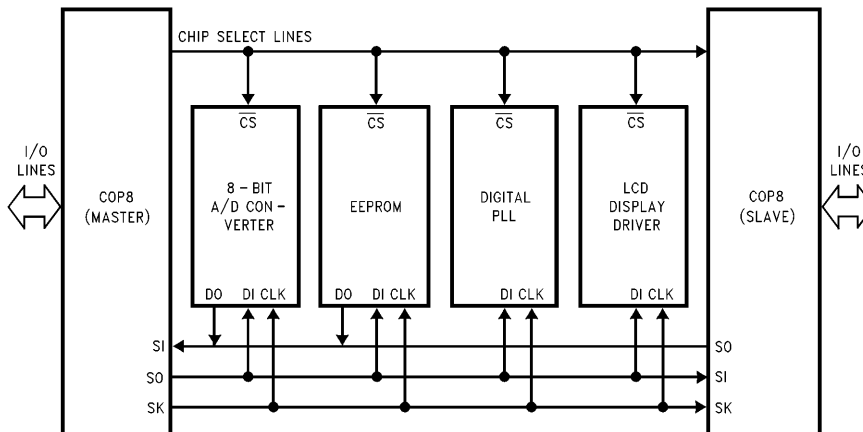 CHIP SELECT LINES
CS
CS
CS
CS
I/O
LINES
COP8
(MASTER)
8-BIT
A/D CON-
VERTER
EEPROM
DIGITAL
PLL
LCD
DISPLAY
DRIVER
COP8
(SLAVE)
I/O
LINES
DO DI CLK
DO DI CLK
DI CLK
DI CLK
SI
SO
SO
SI
SK
SK